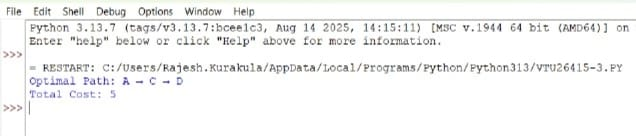 File Edit Shell Debug Options Window Help
Python 3.13.7 (tags/v3.13.7:bcee1c3, Aug 14 2025, 14:15:11) [MSC v.1944 64 bit (AMD64)] on
Enter "help" below or click "Help" above for more information.
>>>
= RESTART: C:/Users/Rajesh.Kurakula/AppData/Local/Programs/Python/Python313/VTU26415-3.PY
Optimal Path: A → C → D
Total Cost: 5
>>>